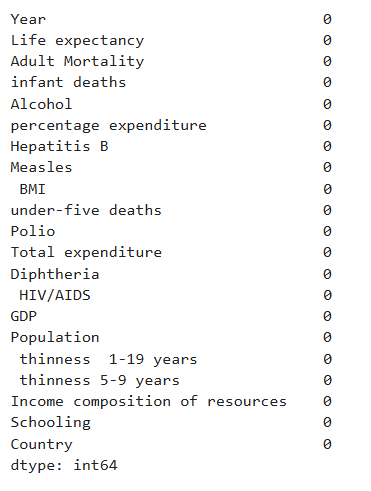 Year 0
Life expectancy 0
Adult Mortality 0
infant deaths 0
Alcohol 0
percentage expenditure 0
Hepatitis B 0
Measles 0
 BMI 0
under-five deaths 0
Polio 0
Total expenditure 0
Diphtheria 0
 HIV/AIDS 0
GDP 0
Population 0
 thinness  1-19 years 0
 thinness 5-9 years 0
Income composition of resources 0
Schooling 0
Country 0
dtype: int64